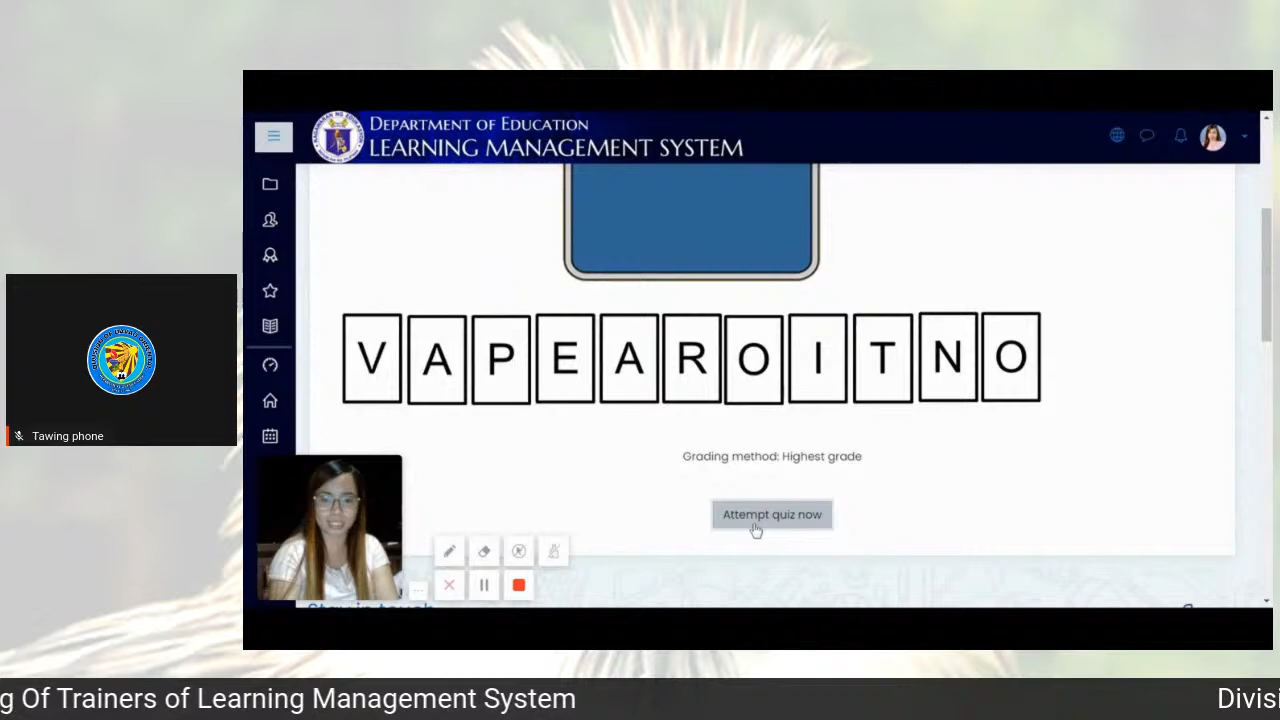 DEPARTMENT OF EDUCATION
LEARNING MANAGEMENT SYSTEM
V A P E A R O I T N O
Grading method: Highest grade
Attempt quiz now
Tawing phone
g Of Trainers of Learning Management System
Divisi